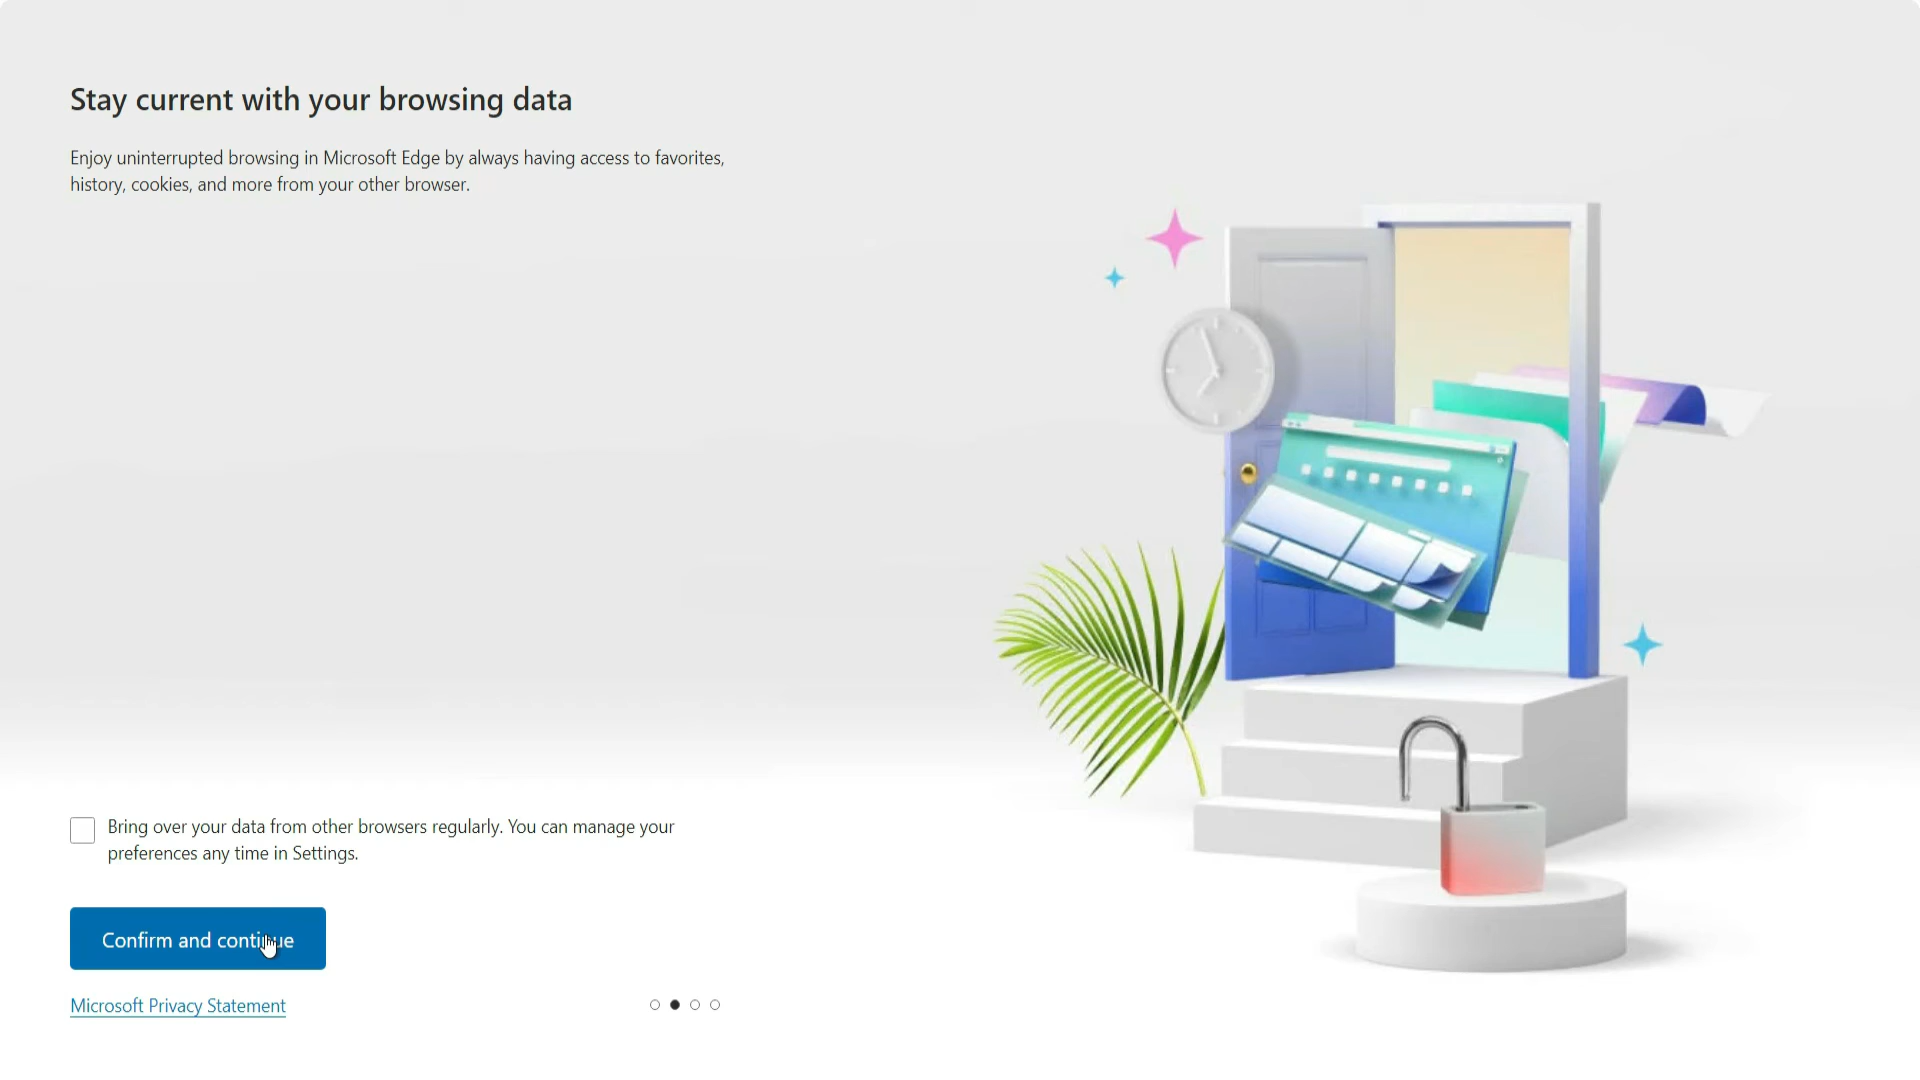 Stay current with your browsing data
Enjoy uninterrupted browsing in Microsoft Edge by always having access to favorites,
history, cookies, and more from your other browser.
Bring over your data from other browsers regularly. You can manage your
preferences any time in Settings.
Confirm and continue
Microsoft Privacy Statement